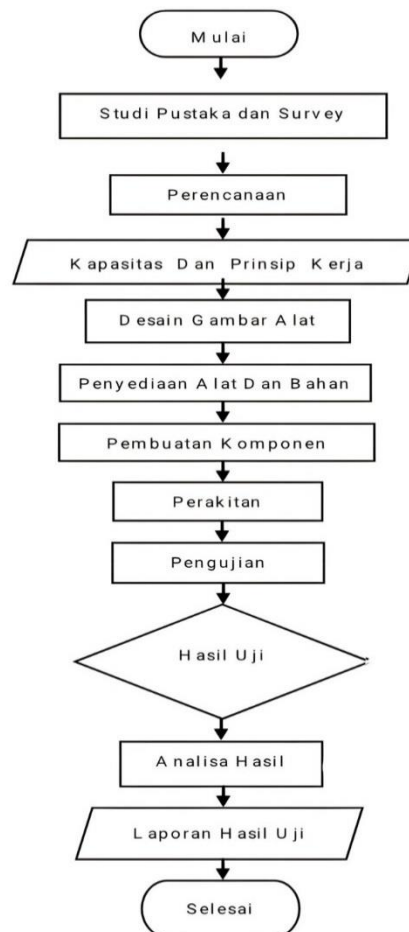 Mulai
Studi Pustaka dan Survey
Perencanaan
Kapasitas Dan Prinsip Kerja
Desain Gambar Alat
Penyediaan Alat Dan Bahan
Pembuatan Komponen
Perakitan
Pengujian
Hasil Uji
Analisa Hasil
Laporan Hasil Uji
Selesai